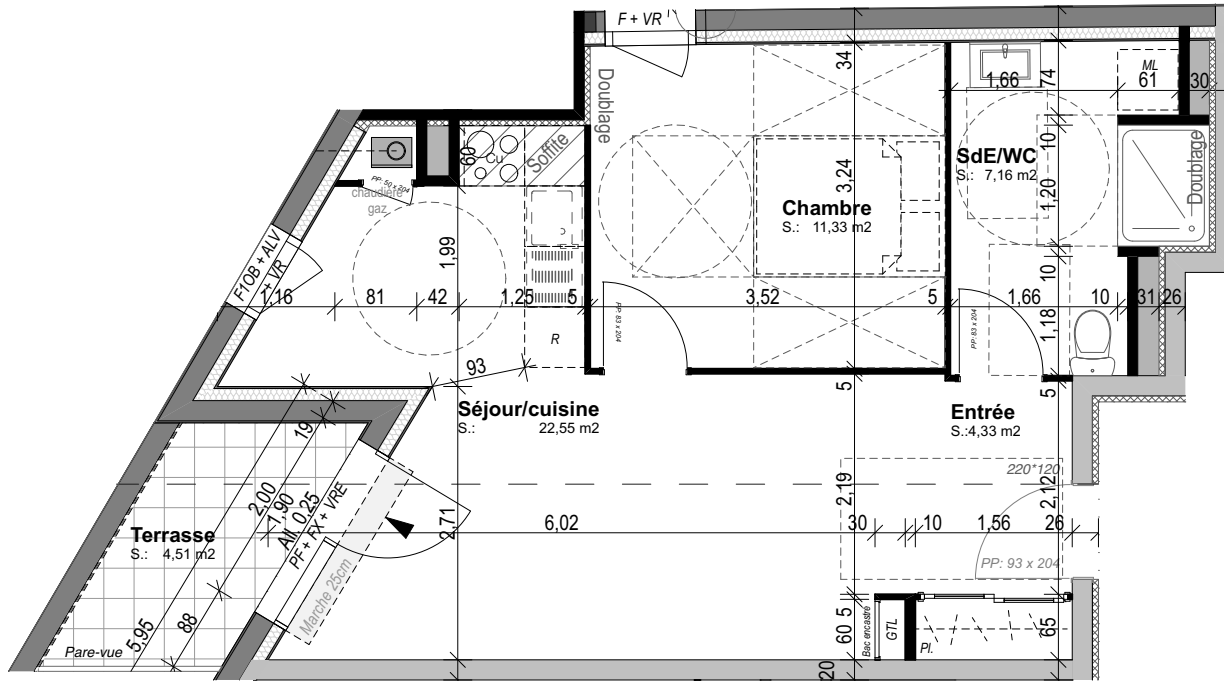 F + VR
Doublage
34
1,66
74
ML
61
30
60
Cu
Soffite
PP: 50 x 204
chaudière
gaz
10
SdE/WC
S.: 7,16 m2
3,24
1,20
Doublage
Chambre
S.: 11,33 m2
1,99
F1OB + ALV
+ VR
10
1,16
81
42
1,25
5
3,52
5
1,66
10
31
26
PP: 83 x 204
PP: 83 x 204
1,18
R
93
5
5
Séjour/cuisine
S.: 22,55 m2
Entrée
S.:4,33 m2
19
220*120
2,00
1,90
All. 0,25
PF + FX + VRE
2,19
2,12
Terrasse
S.: 4,51 m2
2,71
6,02
30
10
1,56
26
PP: 93 x 204
Marche 25cm
5,95
88
5
60
Bac encastre
GTL
Pl.
65
Pare-vue
20